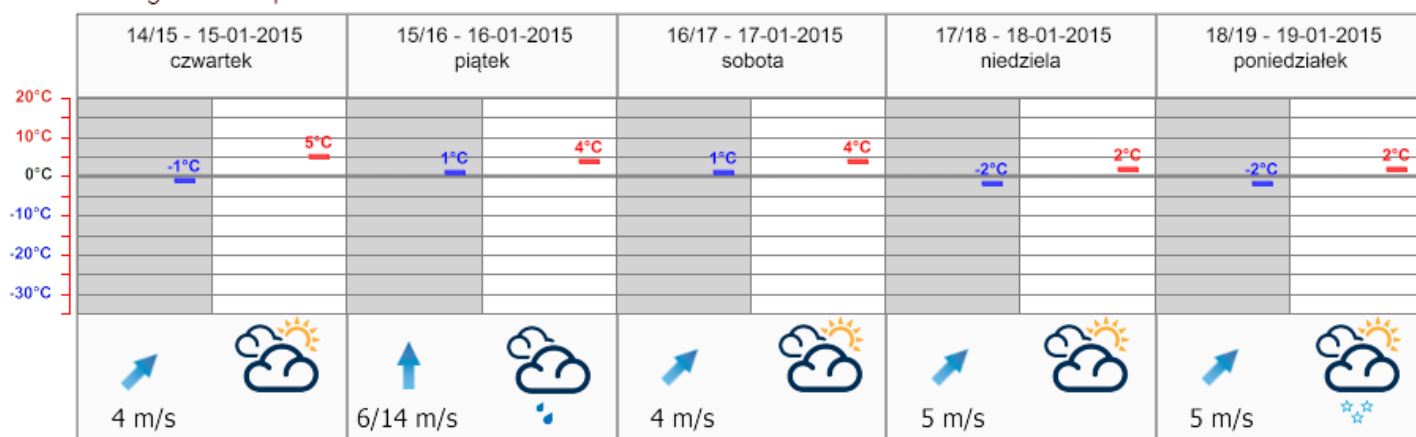 14/15 - 15-01-2015
czwartek
15/16 - 16-01-2015
piątek
16/17 - 17-01-2015
sobota
17/18 - 18-01-2015
niedziela
18/19 - 19-01-2015
poniedziałek
20°C
10°C
0°C
-10°C
-20°C
-30°C
-1°C
5°C
1°C
4°C
1°C
4°C
-2°C
2°C
-2°C
2°C
4 m/s
6/14 m/s
4 m/s
5 m/s
5 m/s